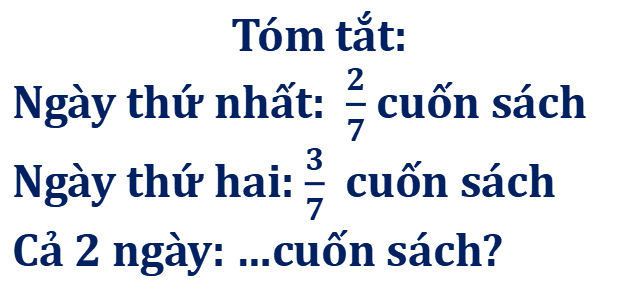 Tóm tắt:
Ngày thứ nhất: 2/7 cuốn sách
Ngày thứ hai: 3/7 cuốn sách
Cả 2 ngày: ...cuốn sách?